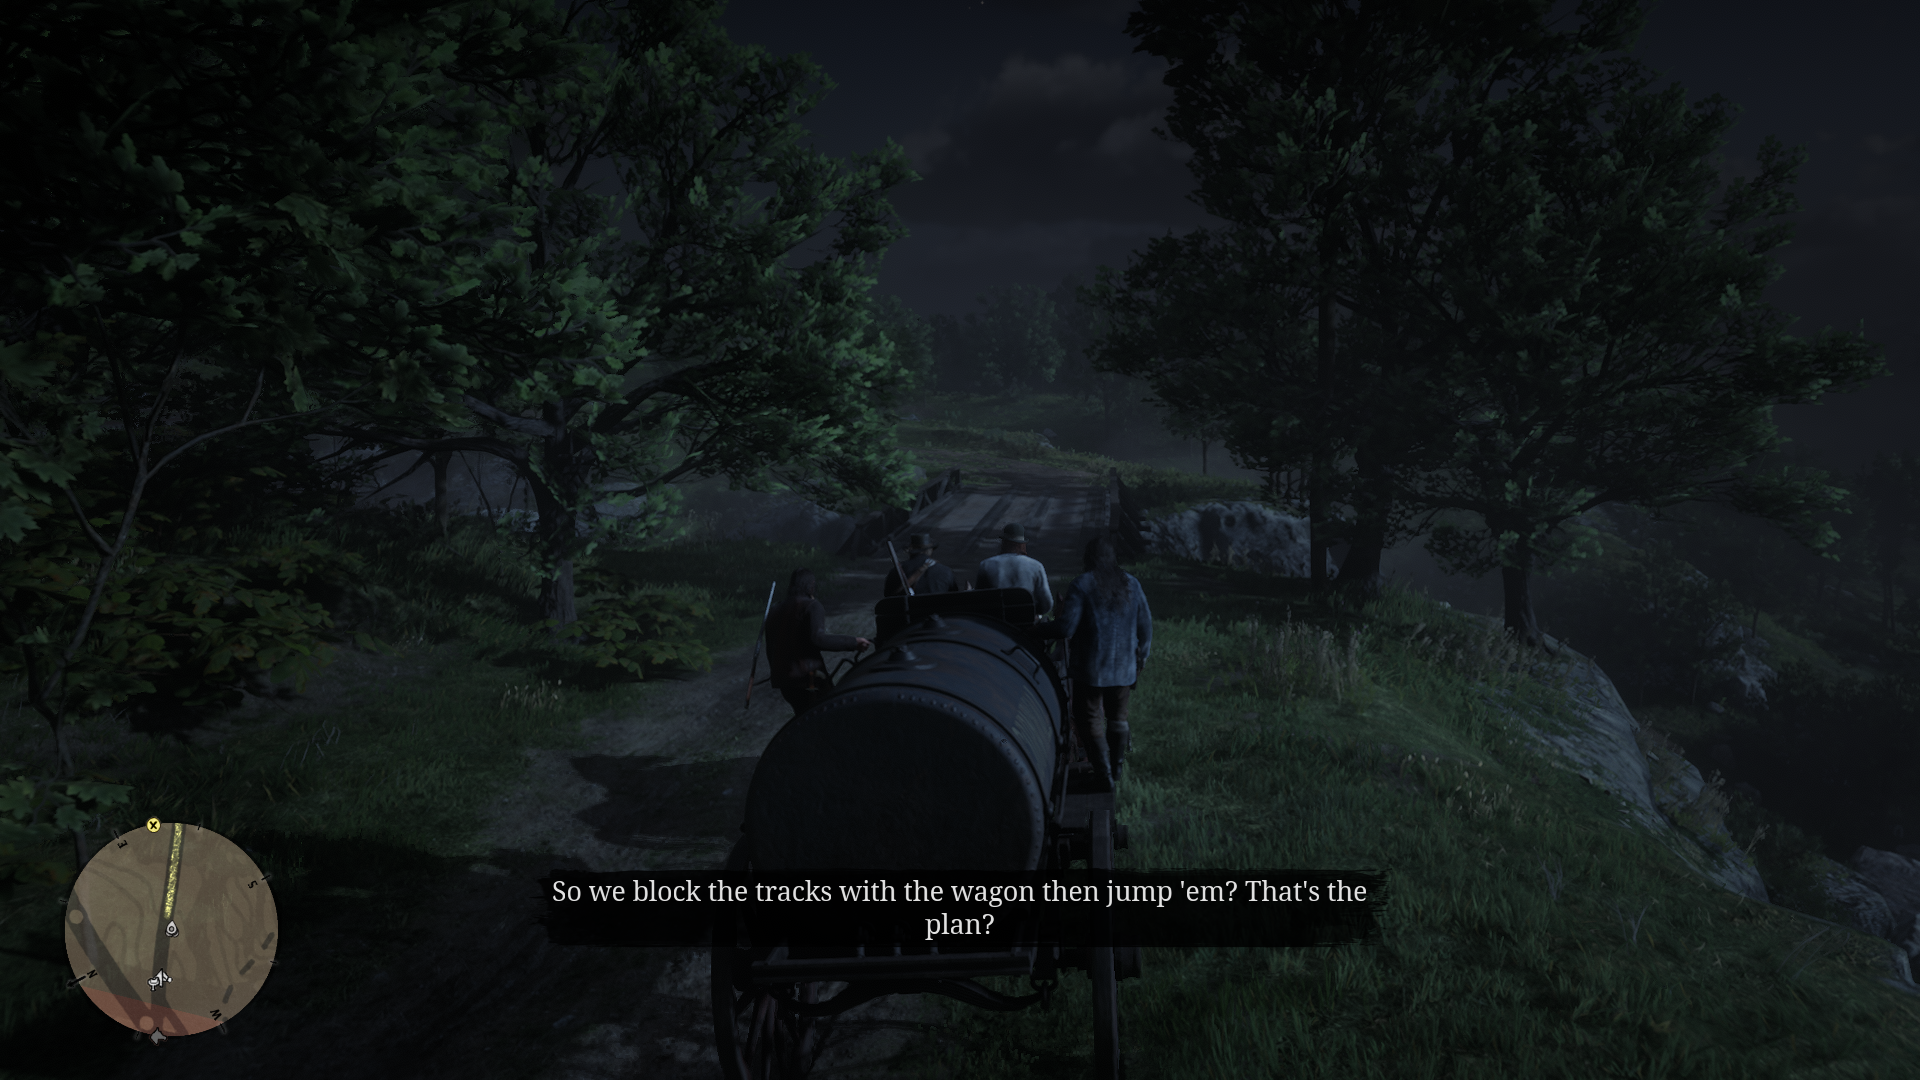 So we block the tracks with the wagon then jump 'em? That's the
plan?
X
E
S
N
W